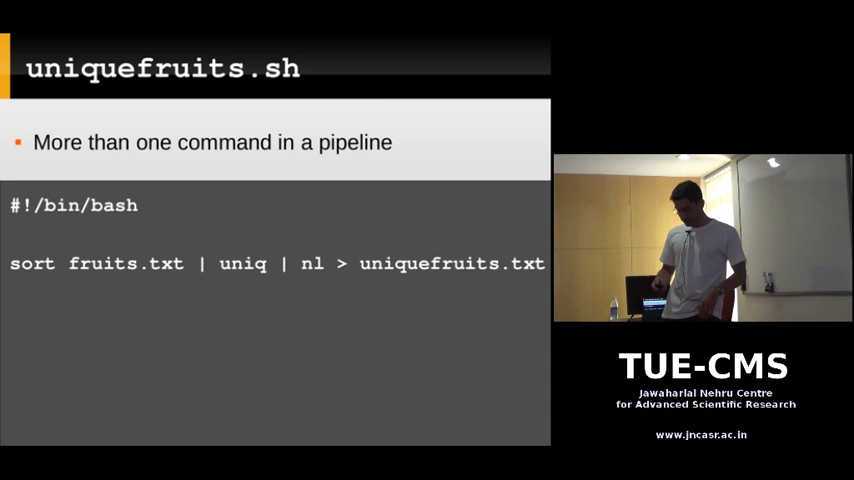 uniquefruits.sh
More than one command in a pipeline
#!/bin/bash
sort fruits.txt | uniq | nl > uniquefruits.txt
TUE-CMS
Jawaharlal Nehru Centre
for Advanced Scientific Research
www.jncasr.ac.in